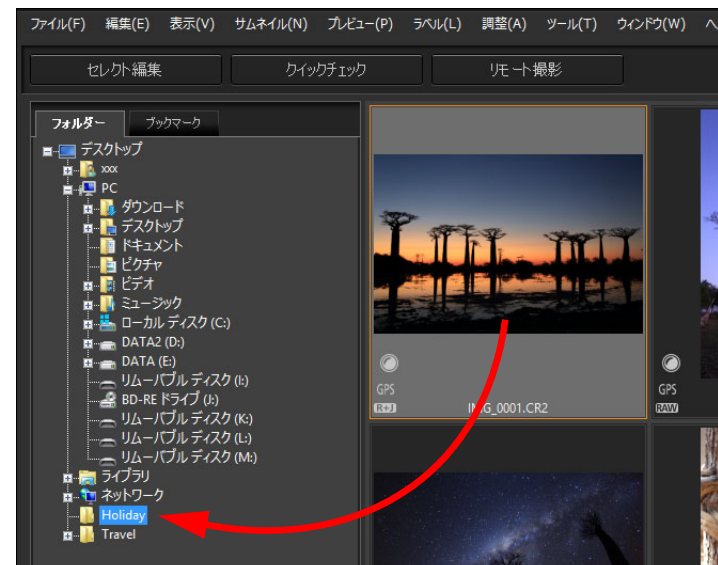 ファイル(F) 編集(E) 表示(V) サムネイル(N) プレビュー(P) ラベル(L) 調整(A) ツール(T) ウィンドウ(W)
セレクト編集 クイックチェック リモート撮影
フォルダー ブックマーク
デスクトップ
xxx
PC
ダウンロード
デスクトップ
ドキュメント
ピクチャ
ビデオ
ミュージック
ローカル ディスク (C:)
DATA2 (D:)
DATA (E:)
リムーバブル ディスク (I:)
BD-RE ドライブ (J:)
リムーバブル ディスク (K:)
リムーバブル ディスク (L:)
リムーバブル ディスク (M:)
ライブラリ
ネットワーク
Holiday
Travel
GPS
R+J
IMG_0001.CR2
GPS
RAW